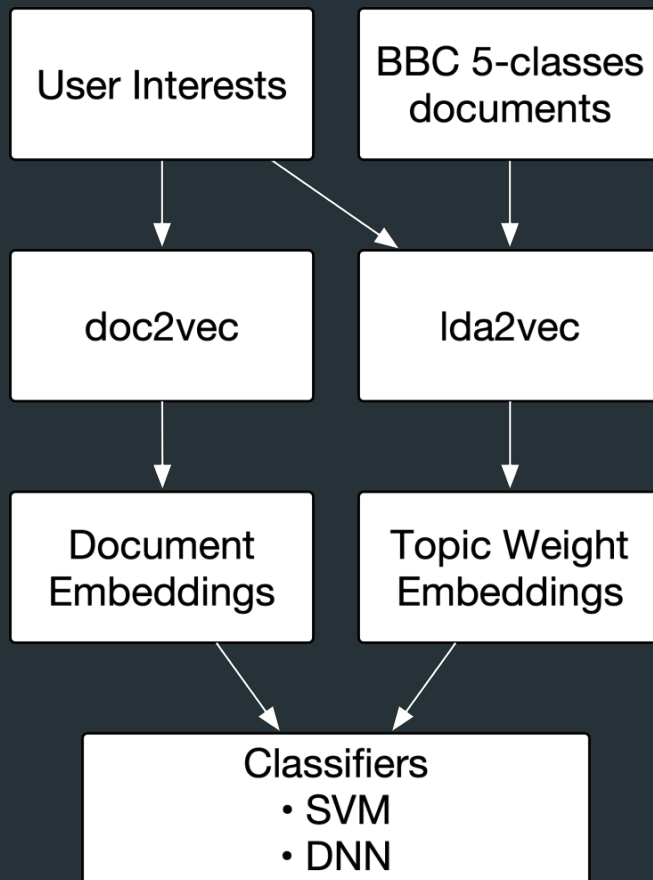 User Interests
BBC 5-classes
documents
doc2vec
lda2vec
Document
Embeddings
Topic Weight
Embeddings
Classifiers
• SVM
• DNN